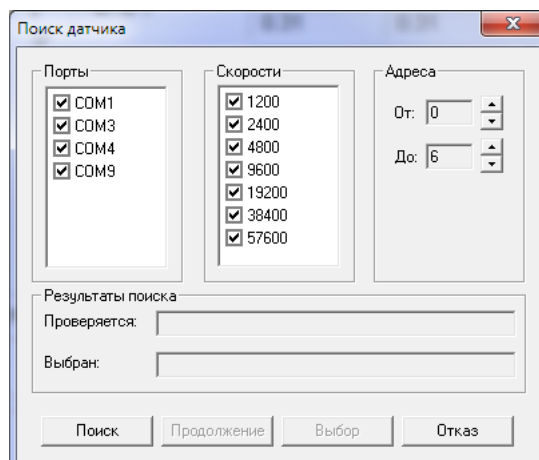 Поиск датчика
Порты
COM1
COM3
COM4
COM9
Скорости
1200
2400
4800
9600
19200
38400
57600
Адреса
От: 0
До: 6
Результаты поиска
Проверяется:
Выбран:
Поиск Продолжение Выбор Отказ